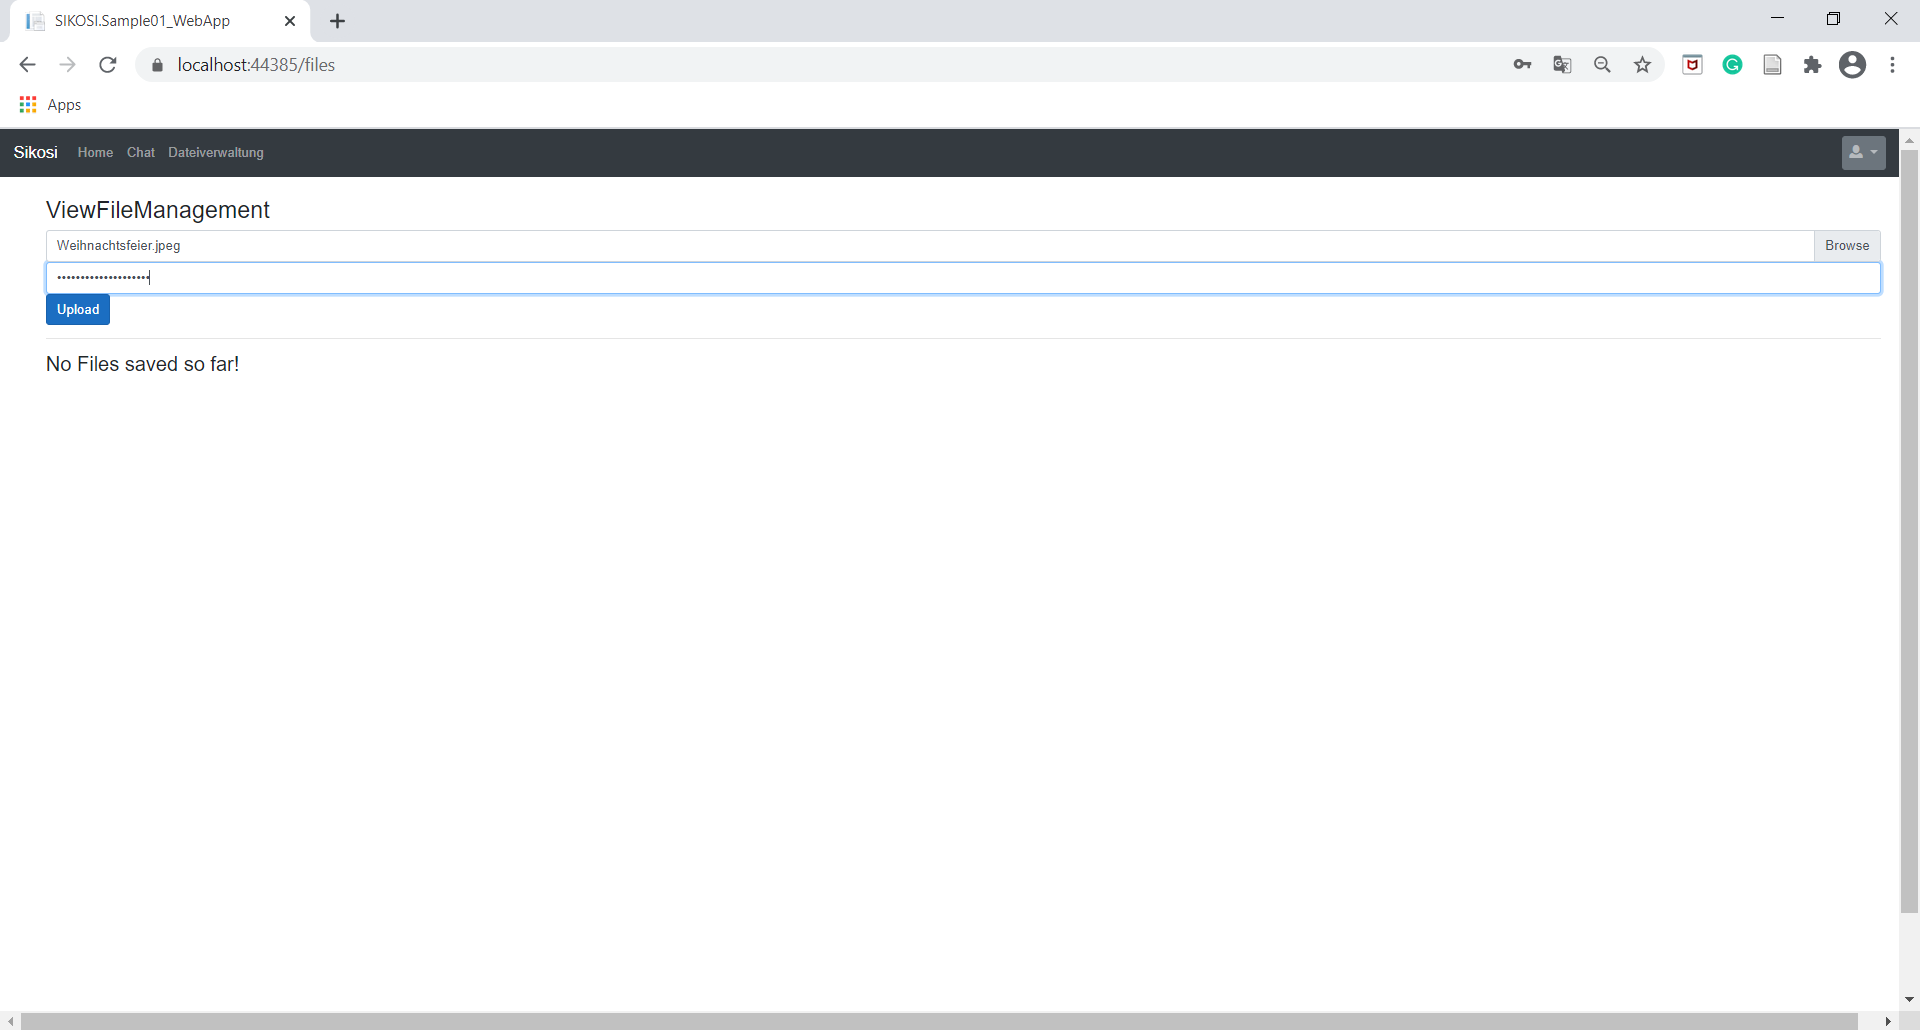 SIKOSI.Sample01_WebApp
localhost:44385/files
Apps
Sikosi Home Chat Dateiverwaltung
ViewFileManagement
Weihnachtsfeier.jpeg Browse
••••••••••••••••••••
Upload
No Files saved so far!